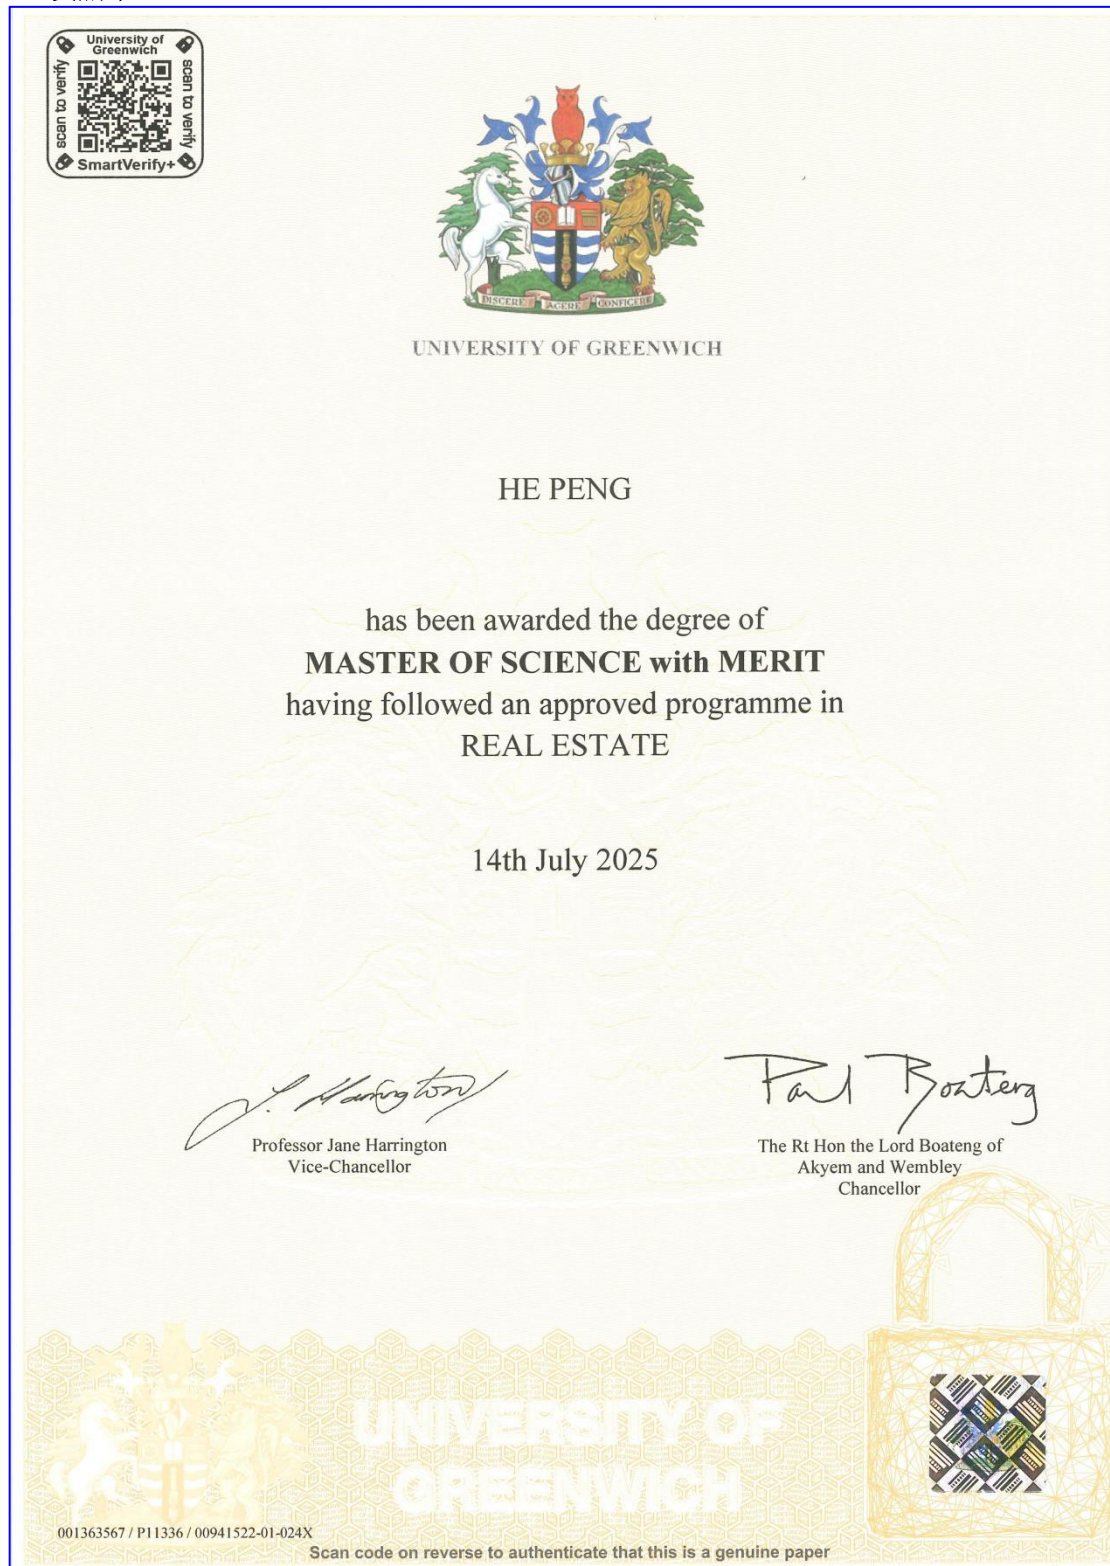 University of
Greenwich
scan to verify
scan to verify
SmartVerify+
DISCERE AGERE CONFICERE
UNIVERSITY OF GREENWICH
HE PENG
has been awarded the degree of
MASTER OF SCIENCE with MERIT
having followed an approved programme in
REAL ESTATE
14th July 2025
J. Harrington
Paul Boateng
Professor Jane Harrington
Vice-Chancellor
The Rt Hon the Lord Boateng of
Akyem and Wembley
Chancellor
UNIVERSITY OF
GREENWICH
001363567 / P11336 / 00941522-01-024X
Scan code on reverse to authenticate that this is a genuine paper